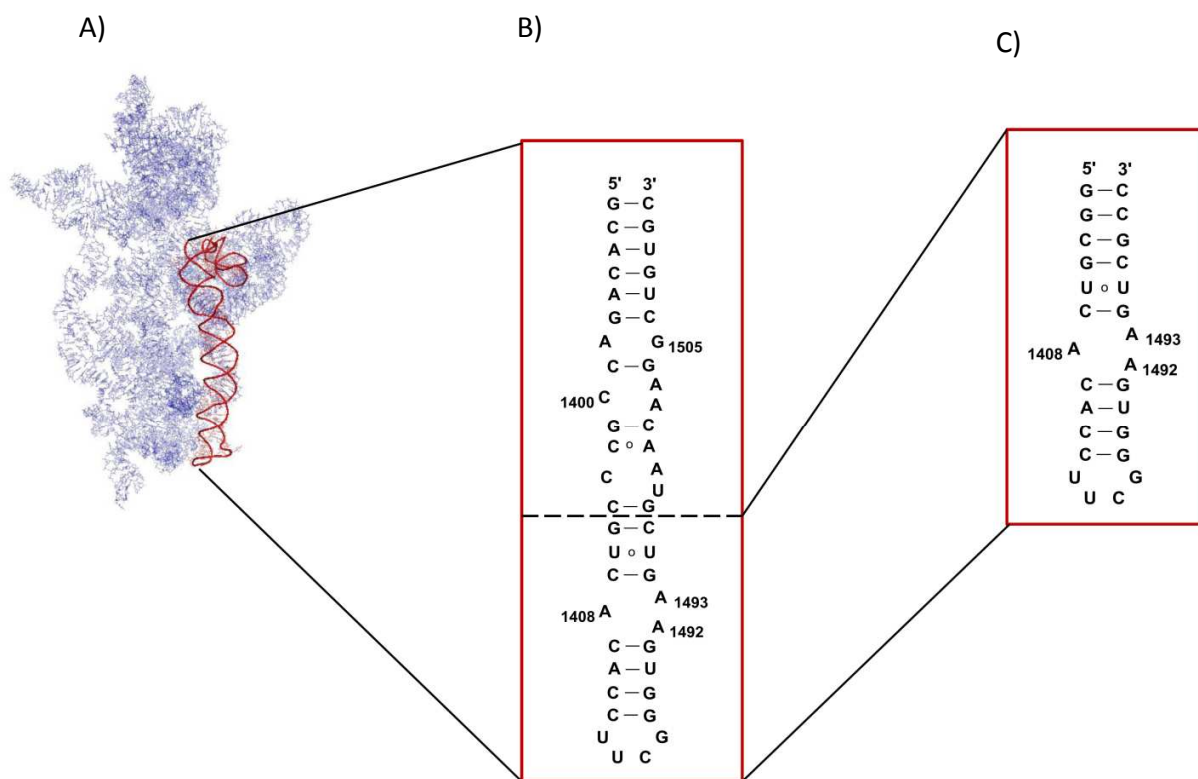 A)
B)
C)
5' 3'
G – C
C – G
A – U
C – G
A – U
G – C
A G 1505
C – G
A
1400 C A
G – C
C o A
A
C
U
C – G
G – C
U o U
C – G
A 1493
1408 A
A 1492
C – G
A – U
C – G
C – G
U G
U C
5' 3'
G – C
G – C
C – G
G – C
U o U
C – G
A 1493
1408 A
A 1492
C – G
A – U
C – G
C – G
U G
U C